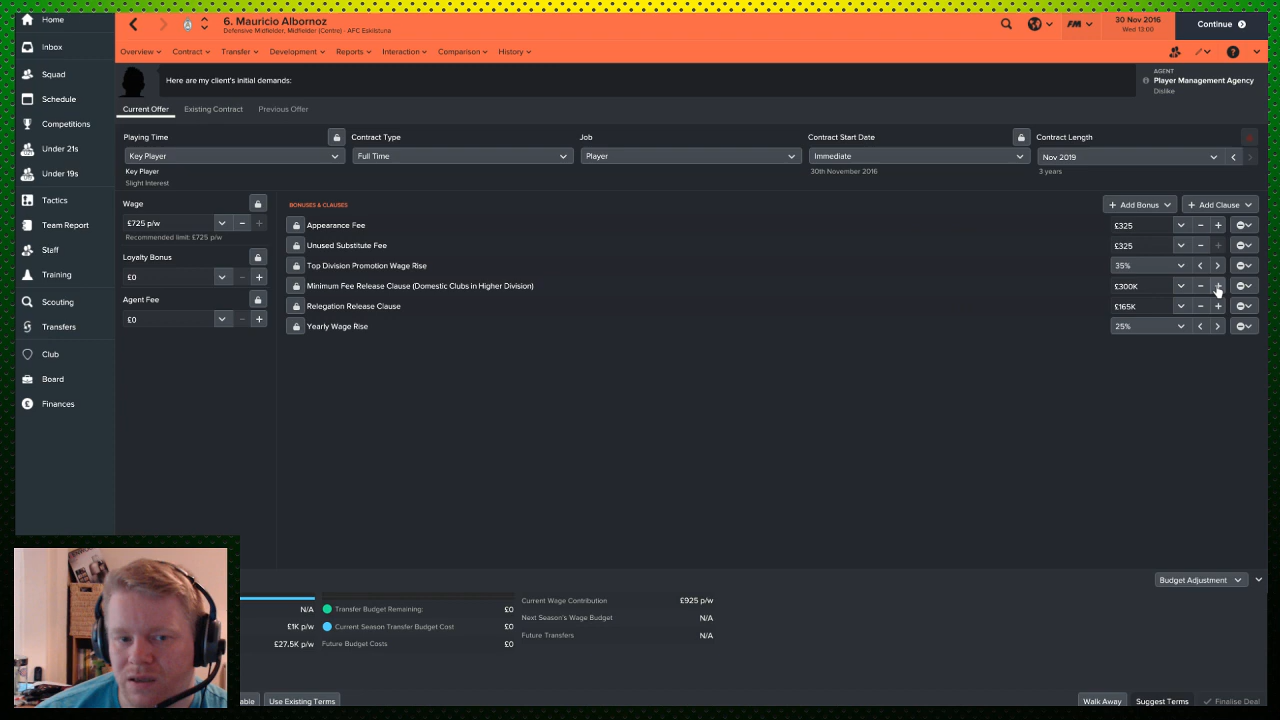 Home
6. Mauricio Albornoz
Defensive Midfielder, Midfielder (Centre) - AFC Eskilstuna
FM
30 Nov 2016
Wed 13:00
Continue
Inbox
Overview
Contract
Transfer
Development
Reports
Interaction
Comparison
History
Squad
Here are my client's initial demands:
AGENT
Player Management Agency
Dislike
Schedule
Current Offer
Existing Contract
Previous Offer
Competitions
Under 21s
Playing Time
Contract Type
Job
Contract Start Date
Contract Length
Key Player
Full Time
Player
Immediate
Nov 2019
Under 19s
Key Player
30th November 2016
3 years
Slight Interest
Tactics
Wage
BONUSES & CLAUSES
Add Bonus
Add Clause
Team Report
£725 p/w
Appearance Fee
£325
Recommended limit: £725 p/w
Staff
Unused Substitute Fee
£325
Loyalty Bonus
Top Division Promotion Wage Rise
35%
Training
£0
Minimum Fee Release Clause (Domestic Clubs in Higher Division)
£300K
Scouting
Agent Fee
Relegation Release Clause
£165K
£0
Transfers
Yearly Wage Rise
25%
Club
Board
Finances
Budget Adjustment
N/A
Transfer Budget Remaining:
£0
Current Wage Contribution
£925 p/w
£1K p/w
Current Season Transfer Budget Cost
£0
Next Season's Wage Budget
N/A
£27.5K p/w
Future Budget Costs
£0
Future Transfers
N/A
Use Existing Terms
Walk Away
Suggest Terms
Finalise Deal